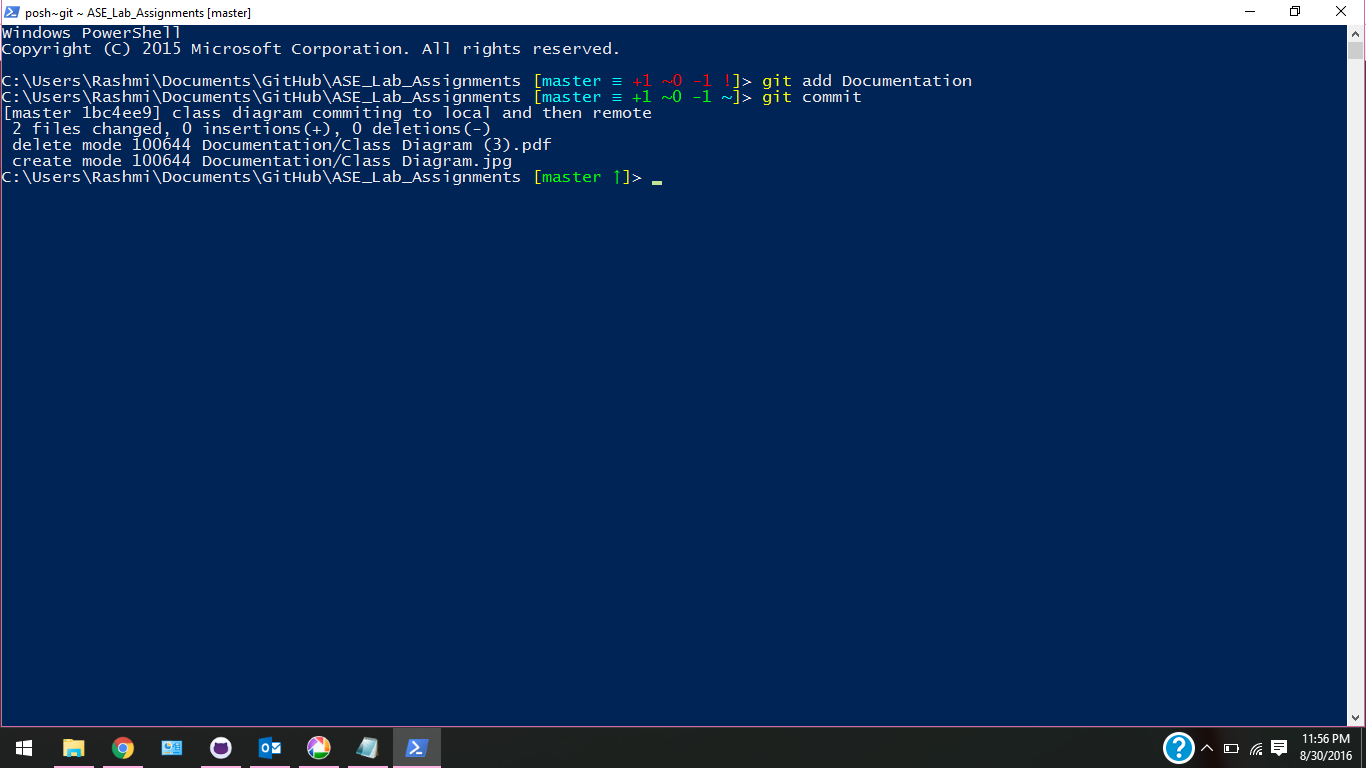 posh~git ~ ASE_Lab_Assignments [master]
Windows PowerShell
Copyright (C) 2015 Microsoft Corporation. All rights reserved.
C:\Users\Rashmi\Documents\GitHub\ASE_Lab_Assignments [master ≡ +1 ~0 -1 !]> git add Documentation
C:\Users\Rashmi\Documents\GitHub\ASE_Lab_Assignments [master ≡ +1 ~0 -1 ~]> git commit
[master 1bc4ee9] class diagram commiting to local and then remote
 2 files changed, 0 insertions(+), 0 deletions(-)
 delete mode 100644 Documentation/Class Diagram (3).pdf
 create mode 100644 Documentation/Class Diagram.jpg
C:\Users\Rashmi\Documents\GitHub\ASE_Lab_Assignments [master ↑]>
11:56 PM
8/30/2016